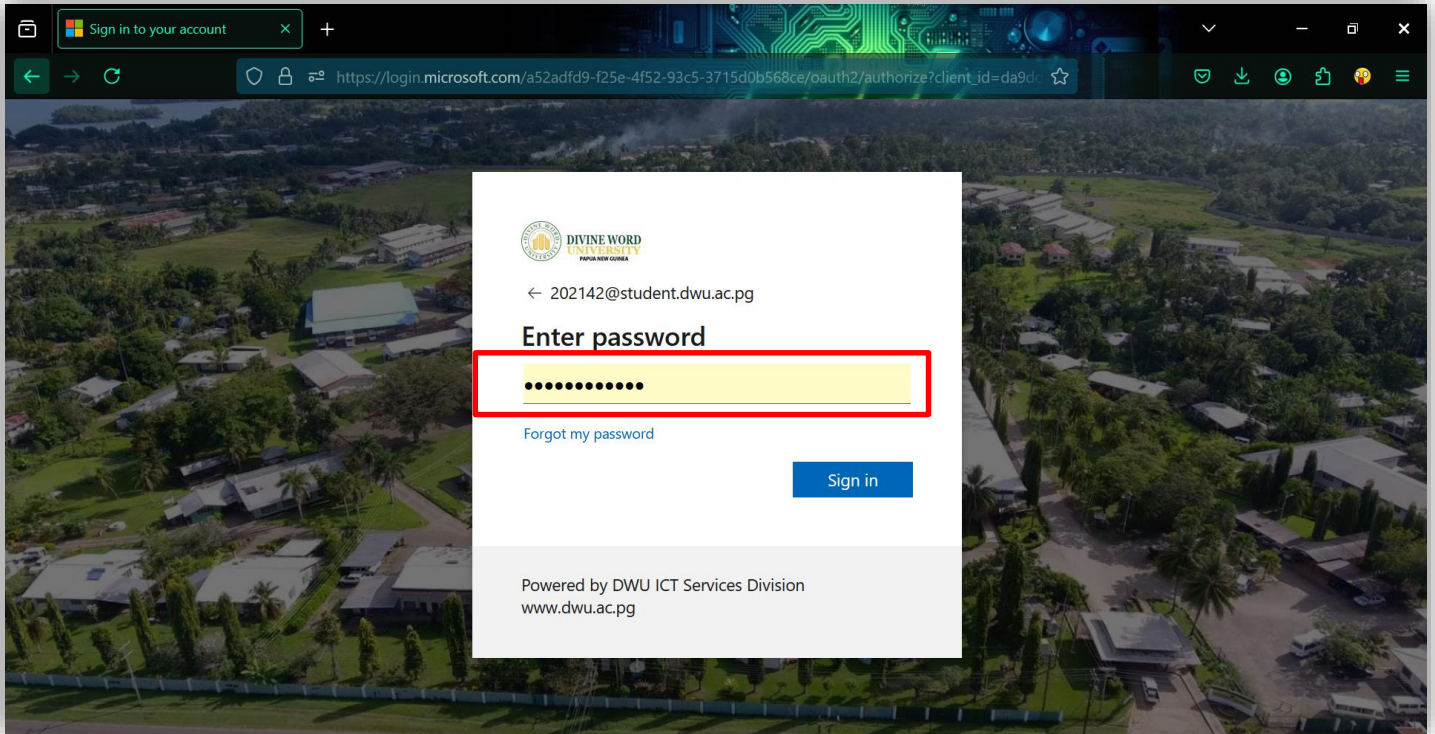 Sign in to your account
https://login.microsoft.com/a52adfd9-f25e-4f52-93c5-3715d0b568ce/oauth2/authorize?client_id=da9dd
DIVINE WORD
UNIVERSITY
PAPUA NEW GUINEA
202142@student.dwu.ac.pg
Enter password
••••••••••••
Forgot my password
Sign in
Powered by DWU ICT Services Division
www.dwu.ac.pg